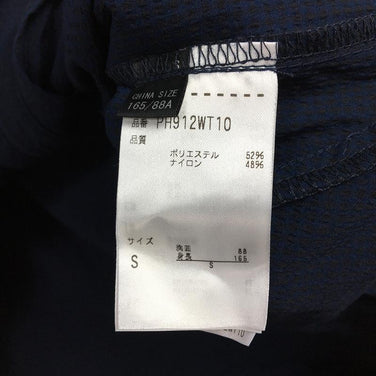 CHINA SIZE
165/88A
品番 PH912WT10
品質
ポリエステル 52%
ナイロン 48%
サイズ 胸囲 88
S 身長 165
S